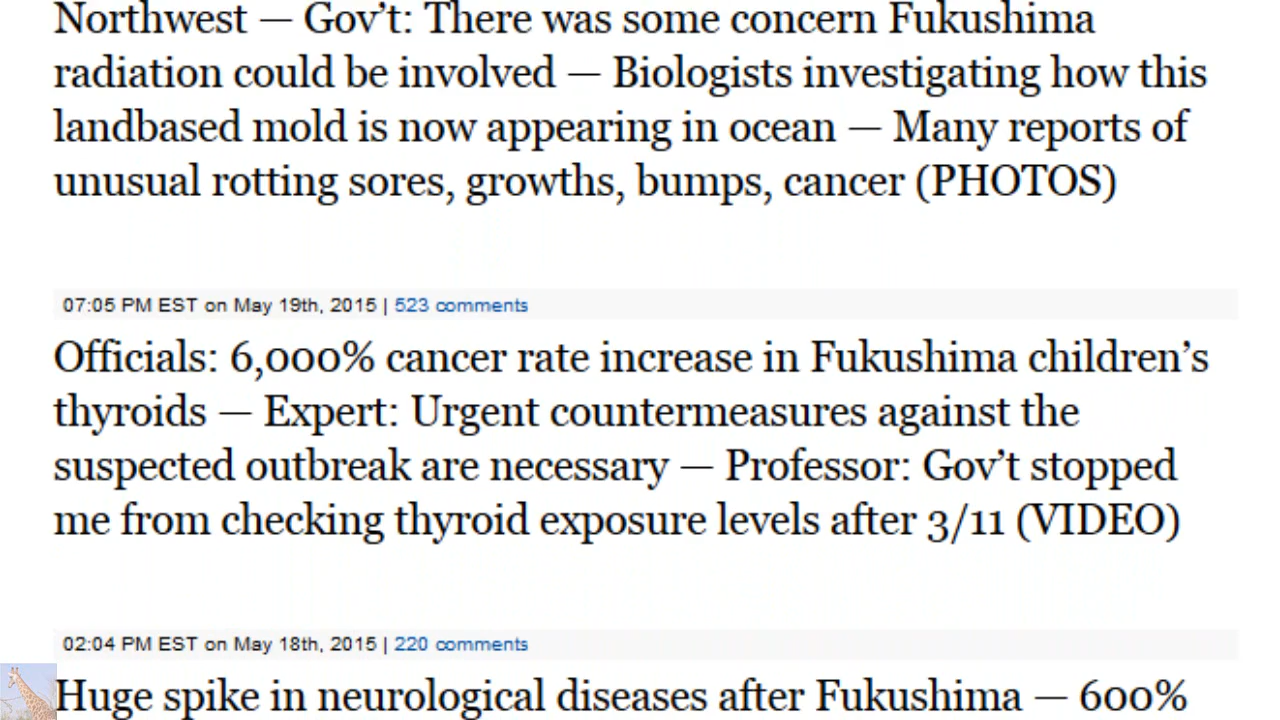 Northwest — Gov’t: There was some concern Fukushima
radiation could be involved — Biologists investigating how this
landbased mold is now appearing in ocean — Many reports of
unusual rotting sores, growths, bumps, cancer (PHOTOS)
07:05 PM EST on May 19th, 2015 | 523 comments
Officials: 6,000% cancer rate increase in Fukushima children’s
thyroids — Expert: Urgent countermeasures against the
suspected outbreak are necessary — Professor: Gov’t stopped
me from checking thyroid exposure levels after 3/11 (VIDEO)
02:04 PM EST on May 18th, 2015 | 220 comments
Huge spike in neurological diseases after Fukushima — 600%